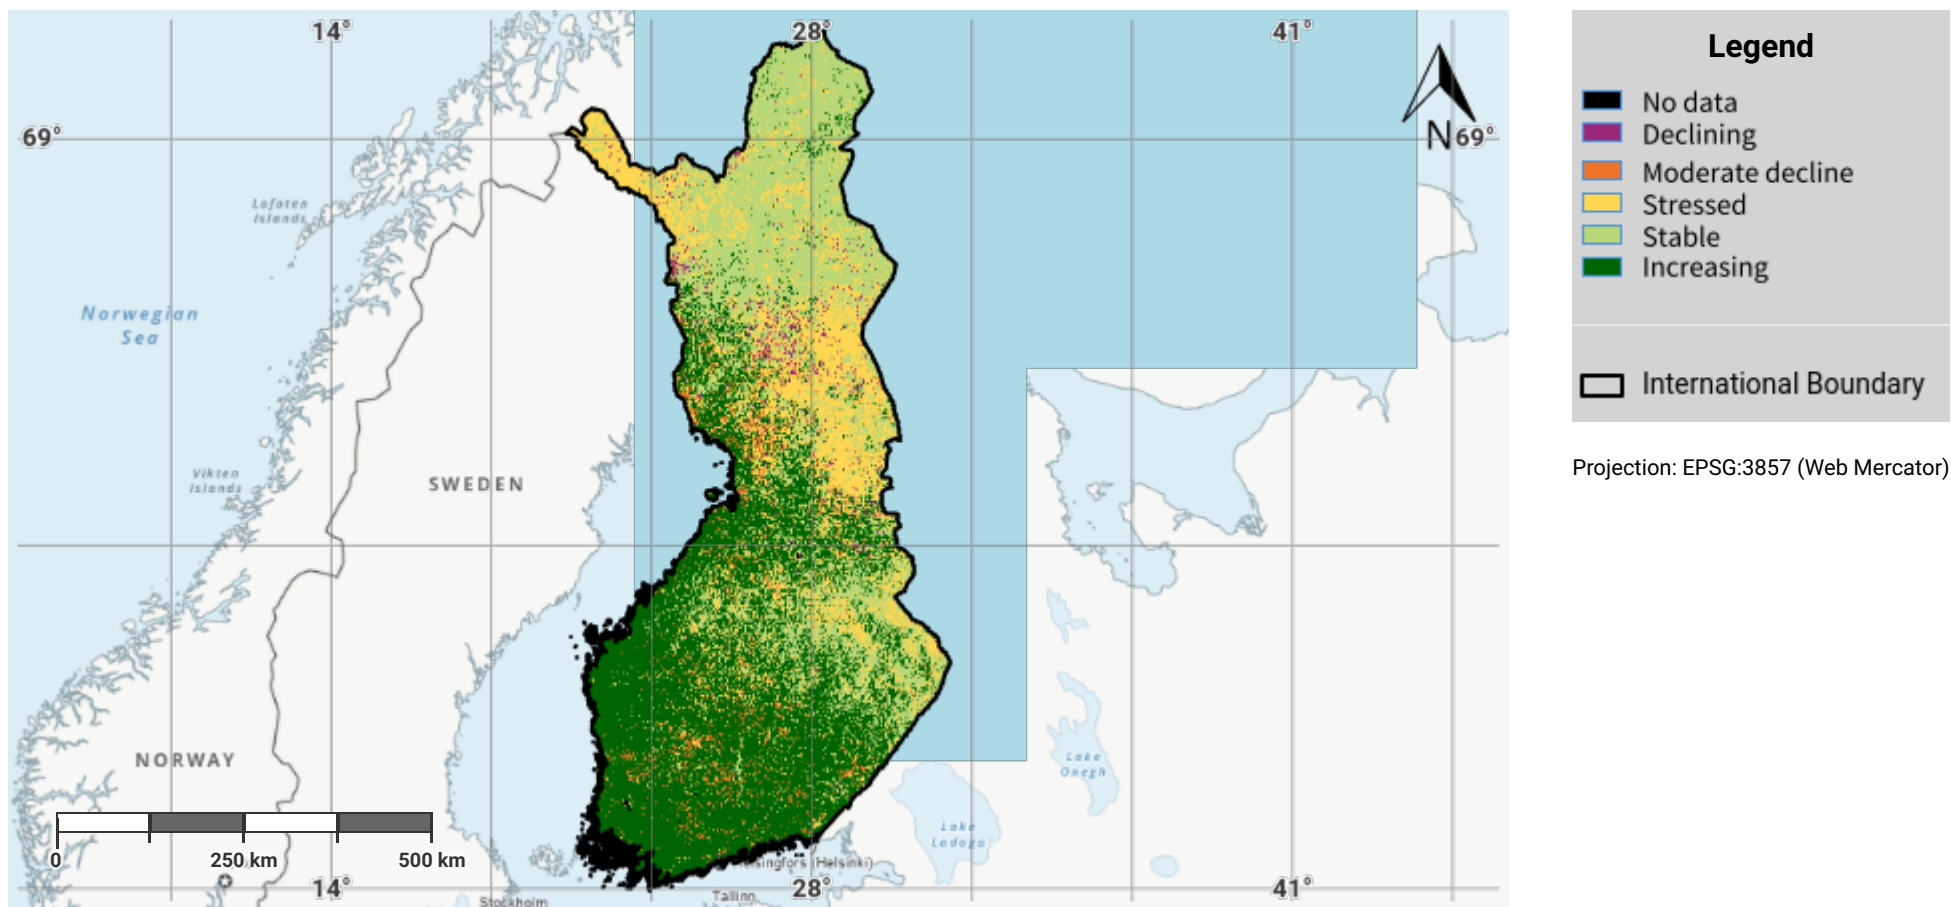 14°
28°
41°
69°
N
69°
Lofoten
Islands
Norwegian
Sea
Vikten
Islands
SWEDEN
NORWAY
Lake
Onegh
Lake
Ladoga
0
250 km
500 km
singfors (Helsinki)
14°
28°
41°
Tallinn
Stockholm
Legend
No data
Declining
Moderate decline
Stressed
Stable
Increasing
International Boundary
Projection: EPSG:3857 (Web Mercator)